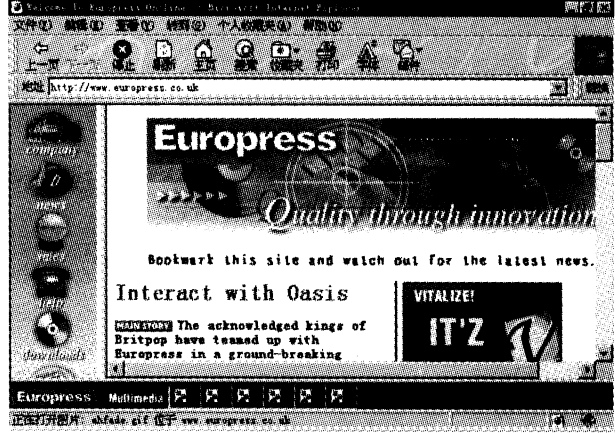 Welcome to Europress Online - Microsoft Internet Explorer
文件(F) 编辑(E) 查看(V) 转到(G) 个人收藏夹(A) 帮助(H)
上一页 下一页 停止 刷新 主页 搜索 收藏夹 打印 字体 邮件
地址 http://www.europress.co.uk
company
news
sales
help
downloads
Europress
Quality through innovation
Bookmark this site and watch out for the latest news.
Interact with Oasis
MAIN STORY The acknowledged kings of
Britpop have teamed up with
Europress in a ground-breaking
VITALIZE!
IT'Z
Europress Multimedia
正在打开图片 shfade.gif 位于 www.europress.co.uk